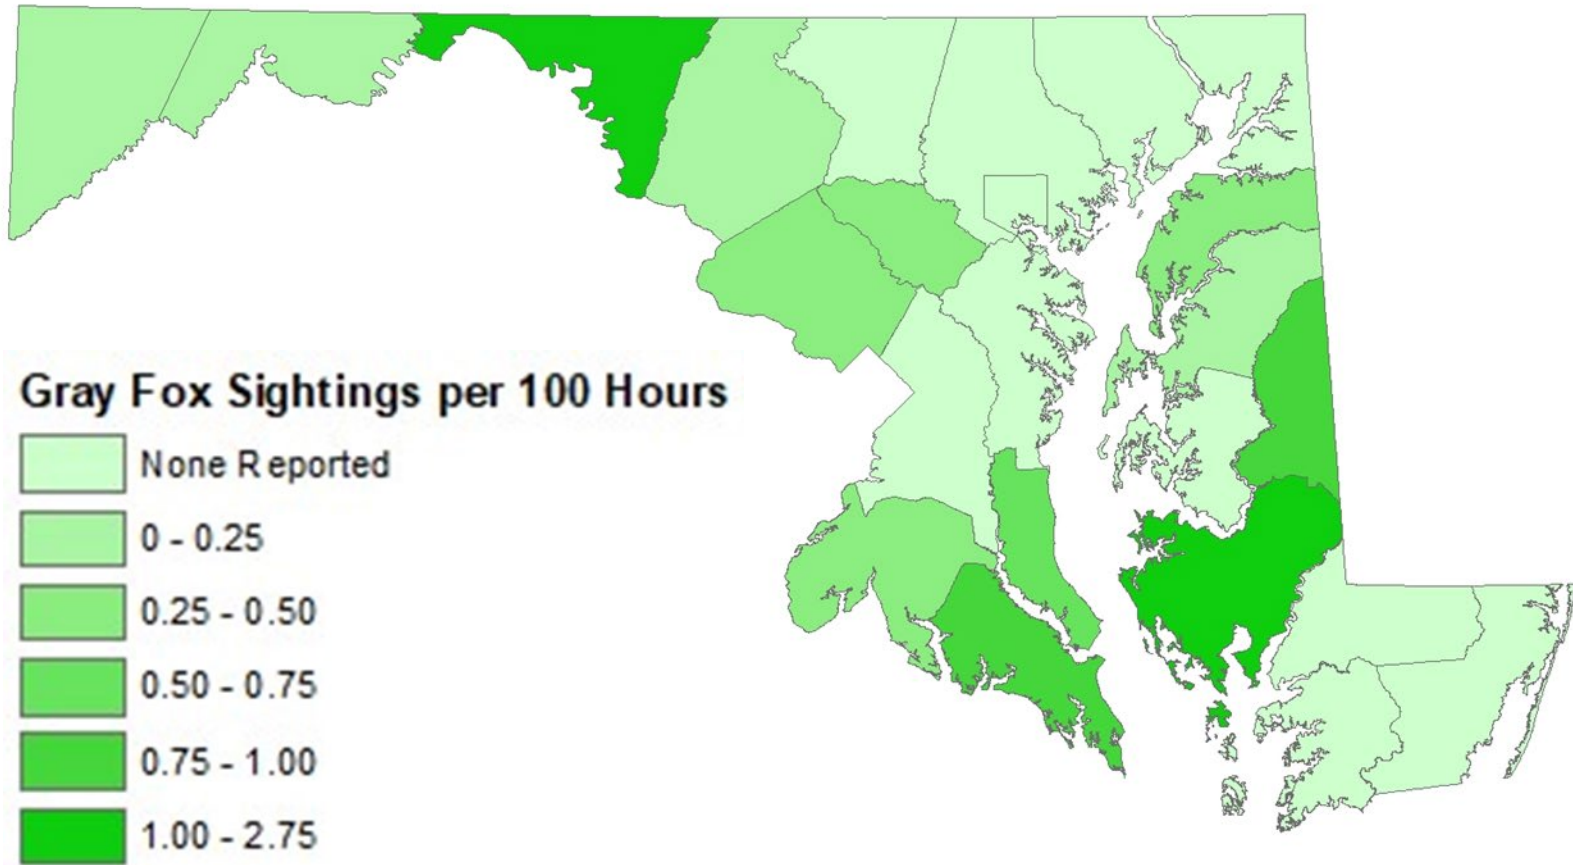 Gray Fox Sightings per 100 Hours
None Reported
0 - 0.25
0.25 - 0.50
0.50 - 0.75
0.75 - 1.00
1.00 - 2.75